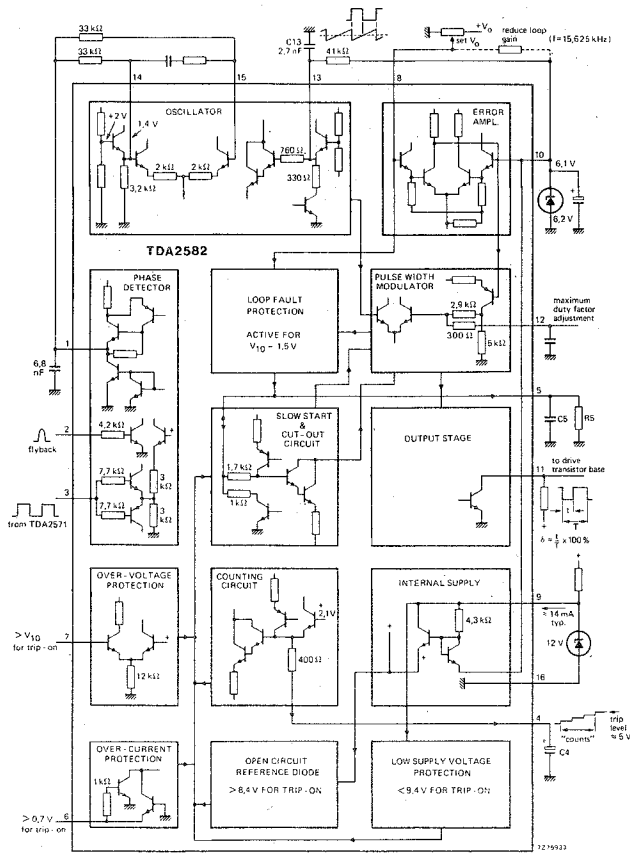 33 kΩ
33 kΩ
C13
2,7 nF
41 kΩ
+V₀
set V₀
reduce loop
gain
(f=15,625 kHz)
14
15
13
8
OSCILLATOR
+2 V
1,4 V
2 kΩ
2 kΩ
3,2 kΩ
760 Ω
330 Ω
ERROR
AMPL.
10
6,1 V
+
6,2 V
TDA2582
PHASE
DETECTOR
LOOP FAULT
PROTECTION
ACTIVE FOR
V₁₀ – 1,5 V
PULSE WIDTH
MODULATOR
2,9 kΩ
300 Ω
5 kΩ
maximum
duty factor
adjustment
12
1
6,8
nF
2
flyback
4,2 kΩ
+
3
from TDA2571
7,7 kΩ
7,7 kΩ
3
kΩ
3
kΩ
SLOW START
&
CUT-OUT
CIRCUIT
1,7 kΩ
1 kΩ
OUTPUT STAGE
5
C5
R5
to drive
transistor base
11
+
t
T
δ = t/T x 100 %
OVER-VOLTAGE
PROTECTION
> V₁₀
for trip-on
7
+
12 kΩ
COUNTING
CIRCUIT
+
2,1 V
400 Ω
INTERNAL SUPPLY
4,3 kΩ
+
+
9
≈ 14 mA
typ.
12 V
16
4
+
C4
"counts"
trip
level
≈ 5 V
OVER-CURRENT
PROTECTION
1 kΩ
> 0,7 V
for trip-on
6
OPEN CIRCUIT
REFERENCE DIODE
> 8,4 V FOR TRIP-ON
LOW SUPPLY VOLTAGE
PROTECTION
< 9,4 V FOR TRIP-ON
7Z75933